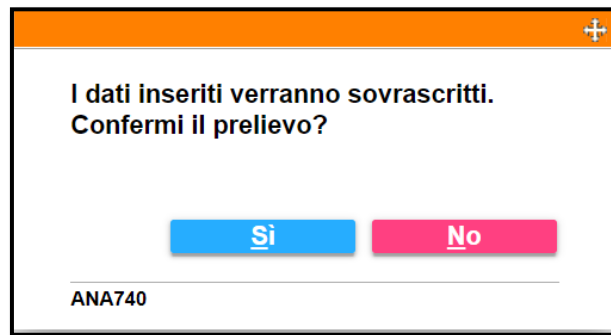 I dati inseriti verranno sovrascritti.
Confermi il prelievo?
Sì
No
ANA740